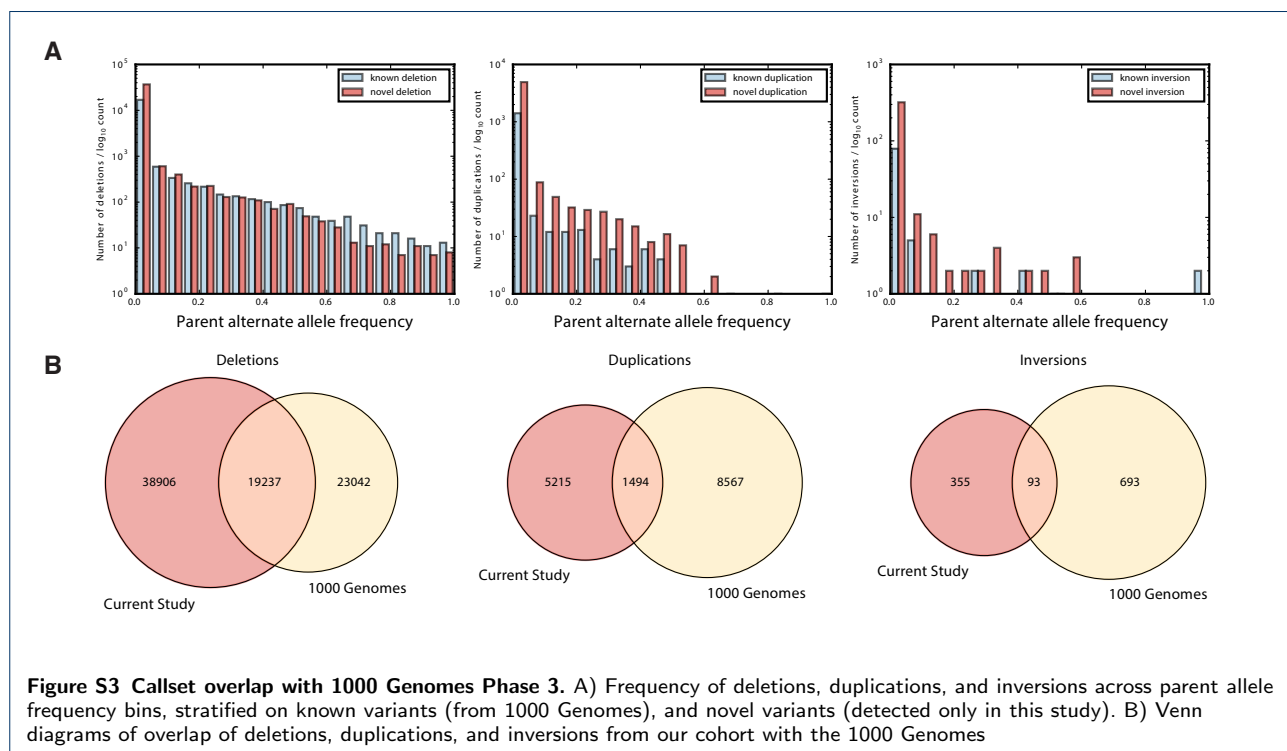 A
10^5
10^4
10^3
10^2
10^1
10^0
Number of deletions / log10 count
known deletion
novel deletion
0.0 0.2 0.4 0.6 0.8 1.0
Parent alternate allele frequency
10^4
10^3
10^2
10^1
10^0
Number of duplications / log10 count
known duplication
novel duplication
0.0 0.2 0.4 0.6 0.8 1.0
Parent alternate allele frequency
10^3
10^2
10^1
10^0
Number of inversions / log10 count
known inversion
novel inversion
0.0 0.2 0.4 0.6 0.8 1.0
Parent alternate allele frequency
B
Deletions
38906 19237 23042
Current Study
1000 Genomes
Duplications
5215 1494 8567
Current Study
1000 Genomes
Inversions
355 93 693
Current Study
1000 Genomes
Figure S3 Callset overlap with 1000 Genomes Phase 3. A) Frequency of deletions, duplications, and inversions across parent allele
frequency bins, stratified on known variants (from 1000 Genomes), and novel variants (detected only in this study). B) Venn
diagrams of overlap of deletions, duplications, and inversions from our cohort with the 1000 Genomes